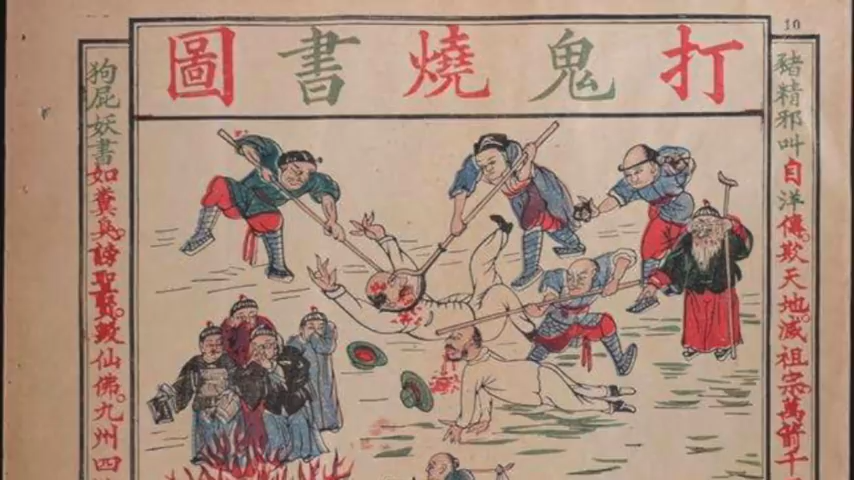 10
打鬼燒書圖
豬精邪叫自洋傳。欺天地。滅祖宗。萬箭千
狗屁妖書如糞臭。謗聖賢。毀仙佛。九州四